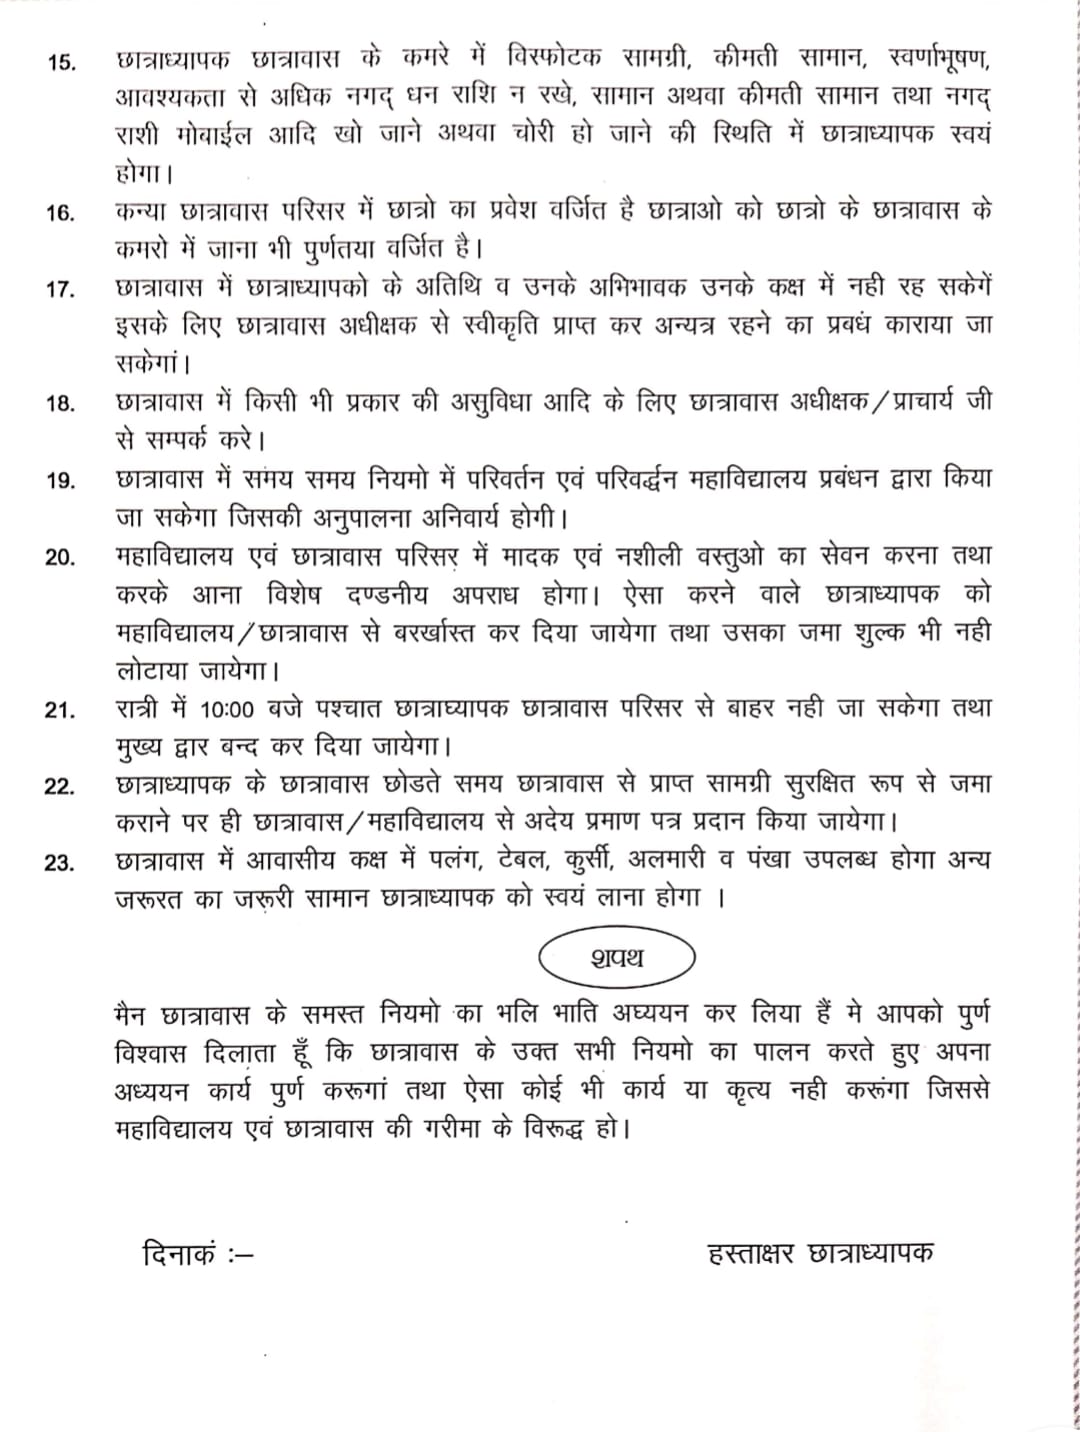 15. छात्राध्यापक छात्रावास के कमरे में विस्फोटक सामग्री, कीमती सामान, स्वर्णाभूषण,
आवश्यकता से अधिक नगद् धन राशि न रखे, सामान अथवा कीमती सामान तथा नगद्
राशी मोबाईल आदि खो जाने अथवा चोरी हो जाने की स्थिति में छात्राध्यापक स्वयं
होगा।
16. कन्या छात्रावास परिसर में छात्रो का प्रवेश वर्जित है छात्राओ को छात्रो के छात्रावास के
कमरो में जाना भी पुर्णतया वर्जित है।
17. छात्रावास में छात्राध्यापको के अतिथि व उनके अभिभावक उनके कक्ष में नही रह सकेगें
इसके लिए छात्रावास अधीक्षक से स्वीकृति प्राप्त कर अन्यत्र रहने का प्रबधं काराया जा
सकेगां।
18. छात्रावास में किसी भी प्रकार की असुविधा आदि के लिए छात्रावास अधीक्षक/प्राचार्य जी
से सम्पर्क करे।
19. छात्रावास में संमय समय नियमो में परिवर्तन एवं परिवर्द्धन महाविद्यालय प्रबंधन द्वारा किया
जा सकेगा जिसकी अनुपालना अनिवार्य होगी।
20. महाविद्यालय एवं छात्रावास परिसर में मादक एवं नशीली वस्तुओ का सेवन करना तथा
करके आना विशेष दण्डनीय अपराध होगा। ऐसा करने वाले छात्राध्यापक को
महाविद्यालय/छात्रावास से बरर्खास्त कर दिया जायेगा तथा उसका जमा शुल्क भी नही
लोटाया जायेगा।
21. रात्री में 10:00 बजे पश्चात छात्राघ्यापक छात्रावास परिसर से बाहर नही जा सकेगा तथा
मुख्य द्वार बन्द कर दिया जायेगा।
22. छात्राध्यापक के छात्रावास छोडते समय छात्रावास से प्राप्त सामग्री सुरक्षित रूप से जमा
कराने पर ही छात्रावास/महाविद्यालय से अदेय प्रमाण पत्र प्रदान किया जायेगा।
23. छात्रावास में आवासीय कक्ष में पलंग, टेबल, कुर्सी, अलमारी व पंखा उपलब्ध होगा अन्य
जरूरत का जरूरी सामान छात्राध्यापक को स्वयं लाना होगा ।
शपथ
मैन छात्रावास के समस्त नियमो का भलि भाति अघ्ययन कर लिया हैं मे आपको पुर्ण
विश्वास दिलाता हूँ कि छात्रावास के उक्त सभी नियमो का पालन करते हुए अपना
अध्ययन कार्य पुर्ण करूगां तथा ऐसा कोई भी कार्य या कृत्य नही करूंगा जिससे
महाविद्यालय एवं छात्रावास की गरीमा के विरूद्ध हो।
दिनाकं :–
हस्ताक्षर छात्राध्यापक